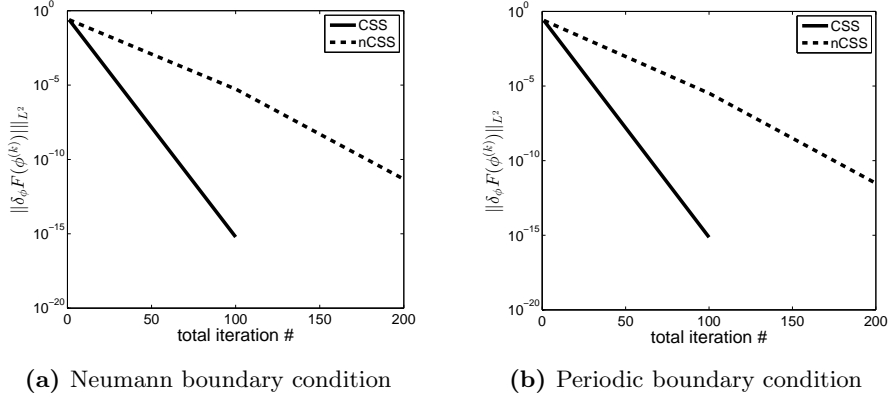 10^0
10^-5
10^-10
10^-15
10^-20
||δ_φ F(φ^(k))|||_{L^2}
CSS
nCSS
0
50
100
150
200
total iteration #
(a) Neumann boundary condition
10^0
10^-5
10^-10
10^-15
10^-20
||δ_φ F(φ^(k))||_{L^2}
CSS
nCSS
0
50
100
150
200
total iteration #
(b) Periodic boundary condition